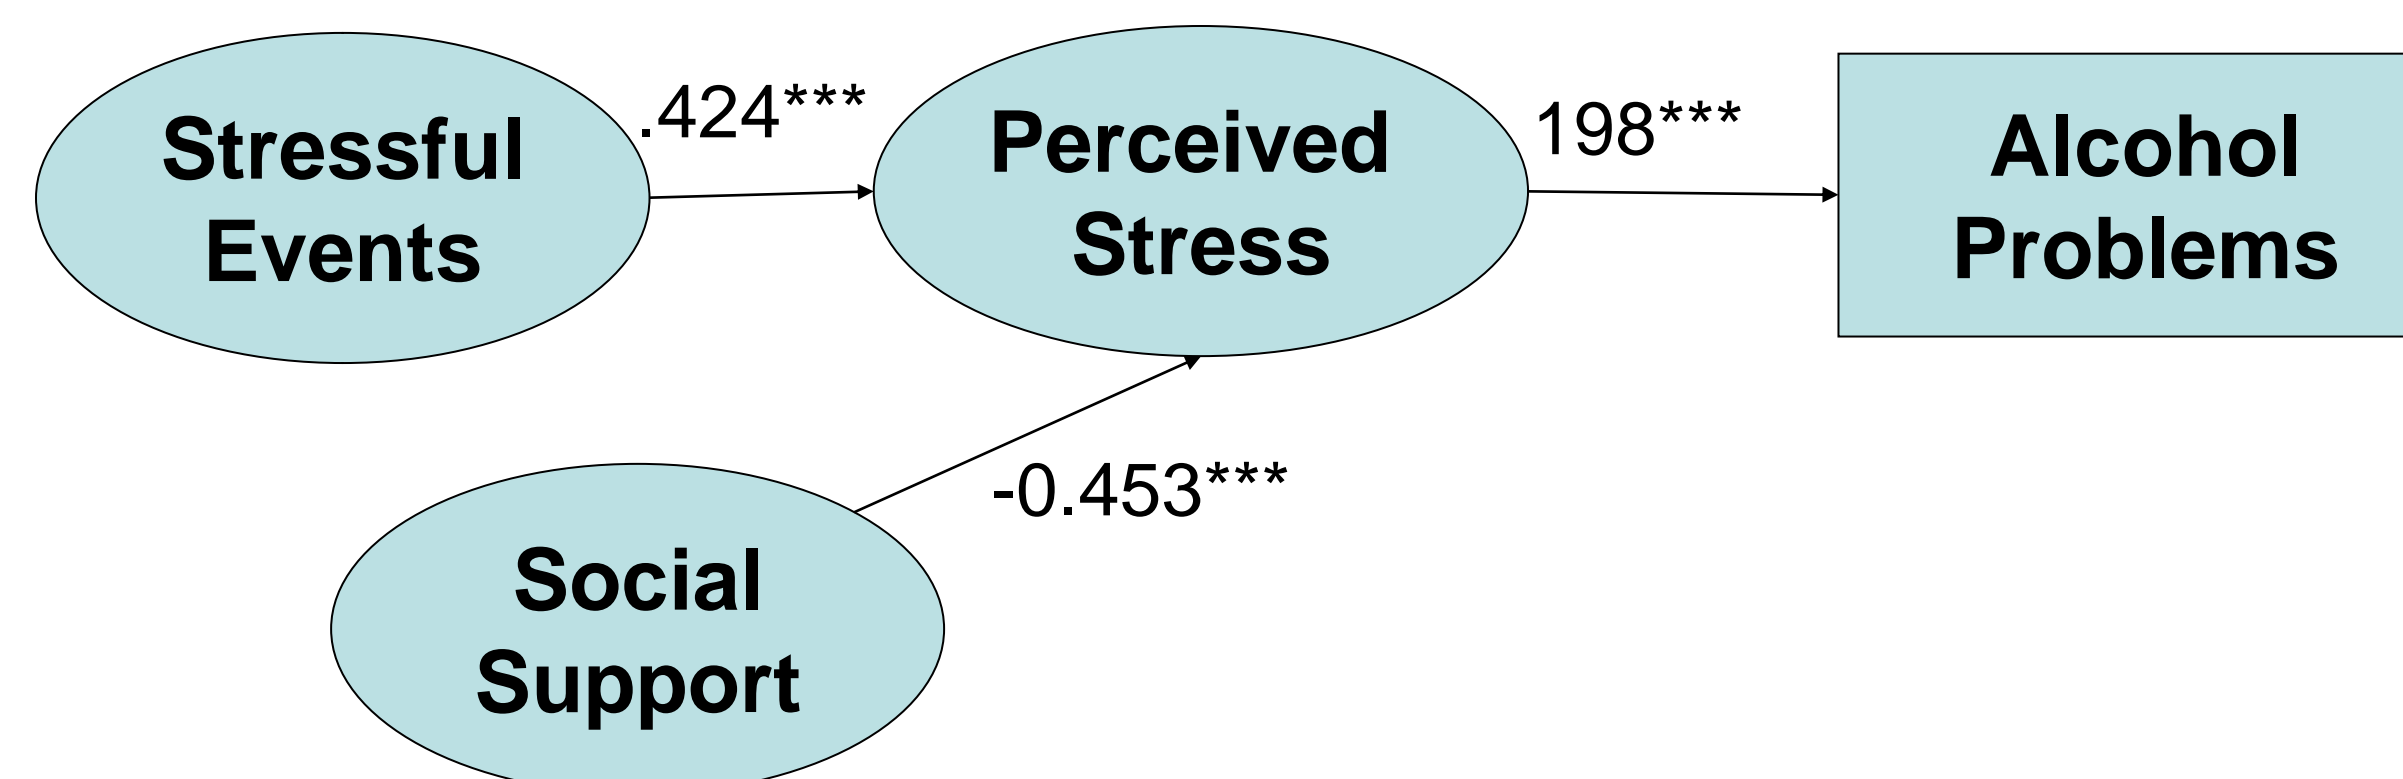 Stressful
Events
.424***
Perceived
Stress
198***
Alcohol
Problems
-0.453***
Social
Support